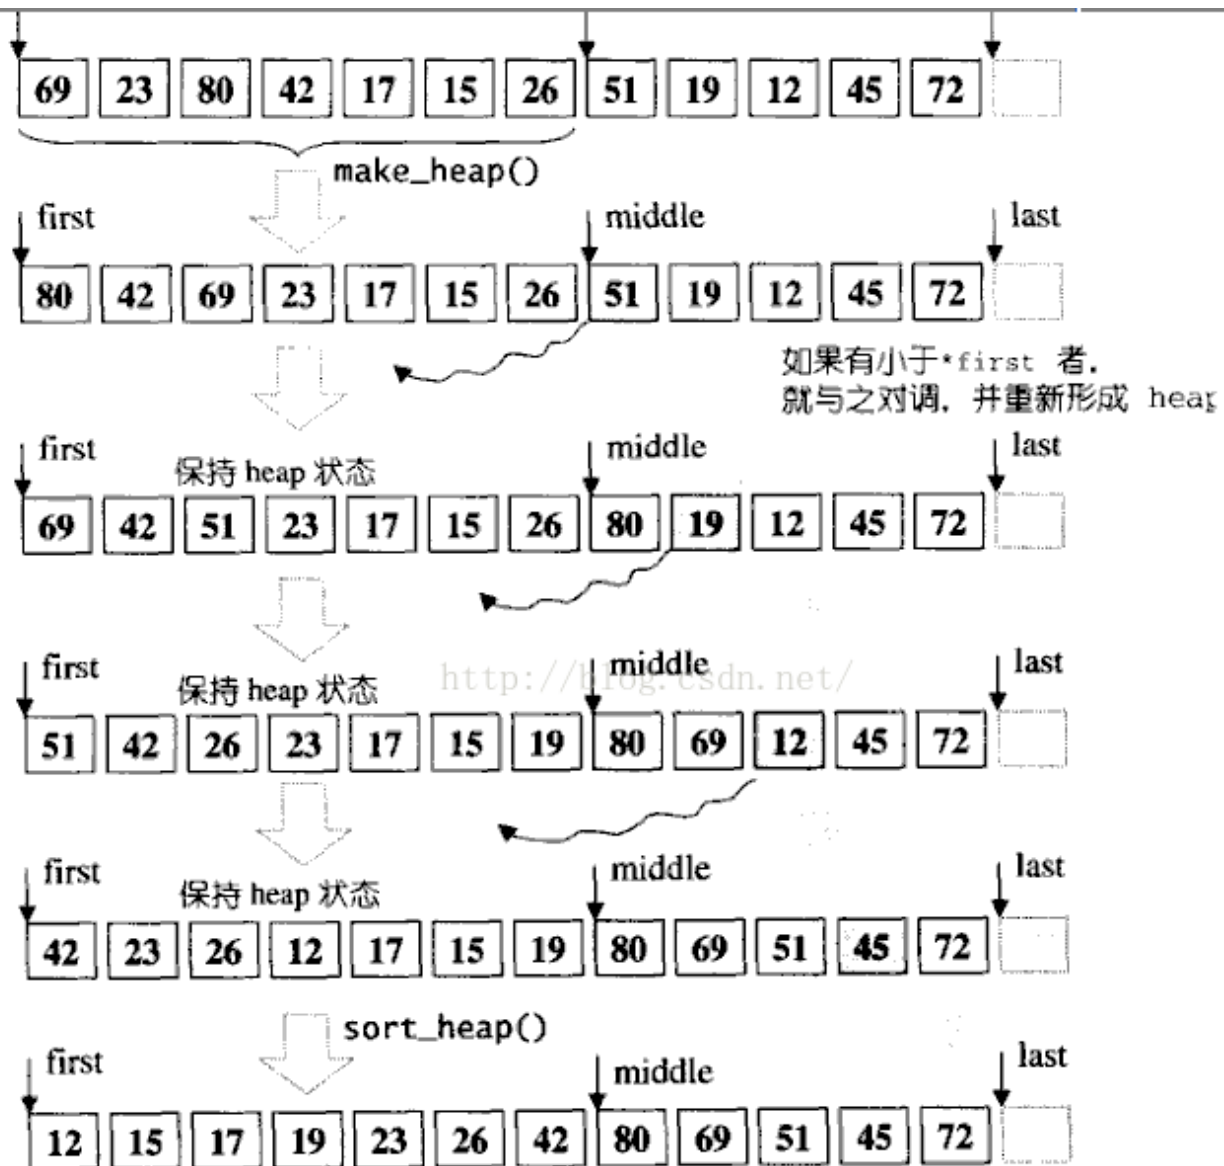 69 23 80 42 17 15 26 51 19 12 45 72
make_heap()
first middle last
80 42 69 23 17 15 26 51 19 12 45 72
如果有小于*first 者.
就与之对调, 并重新形成 heap
first middle last
保持 heap 状态
69 42 51 23 17 15 26 80 19 12 45 72
http://blog.csdn.net/
first middle last
保持 heap 状态
51 42 26 23 17 15 19 80 69 12 45 72
first middle last
保持 heap 状态
42 23 26 12 17 15 19 80 69 51 45 72
sort_heap()
first middle last
12 15 17 19 23 26 42 80 69 51 45 72